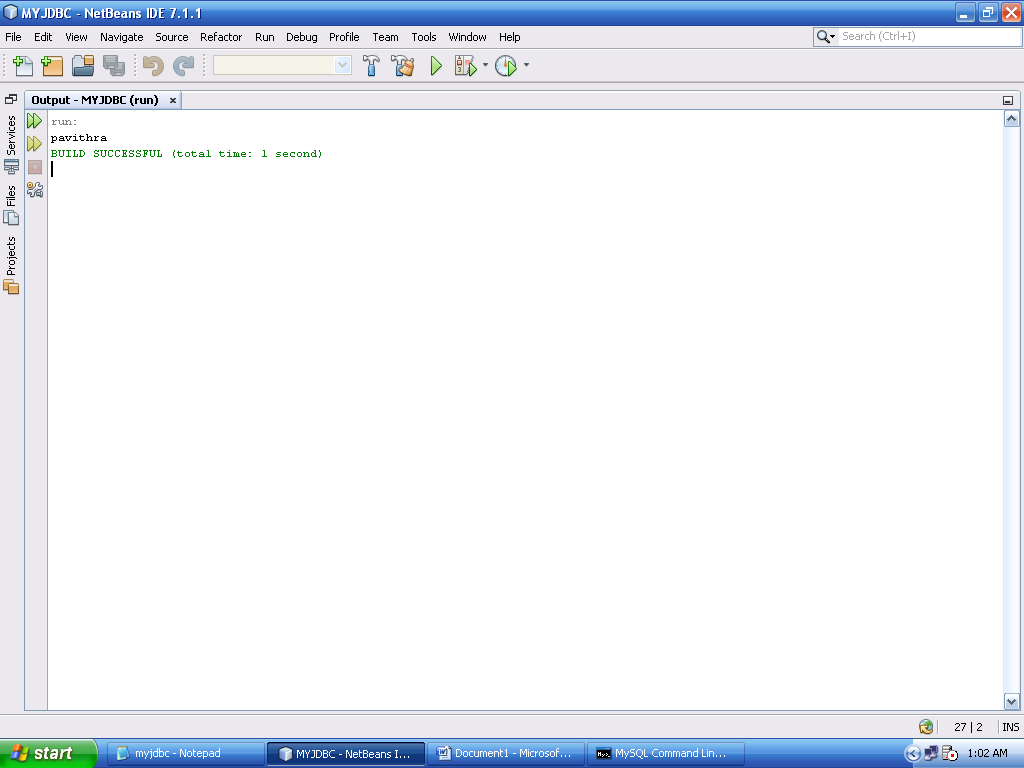 MYJDBC - NetBeans IDE 7.1.1
File Edit View Navigate Source Refactor Run Debug Profile Team Tools Window Help
Search (Ctrl+I)
Output - MYJDBC (run) x
Services
Files
Projects
run:
pavithra
BUILD SUCCESSFUL (total time: 1 second)
27 | 2 INS
start myjdbc - Notepad MYJDBC - NetBeans I... Document1 - Microsof... MySQL Command Lin... 1:02 AM